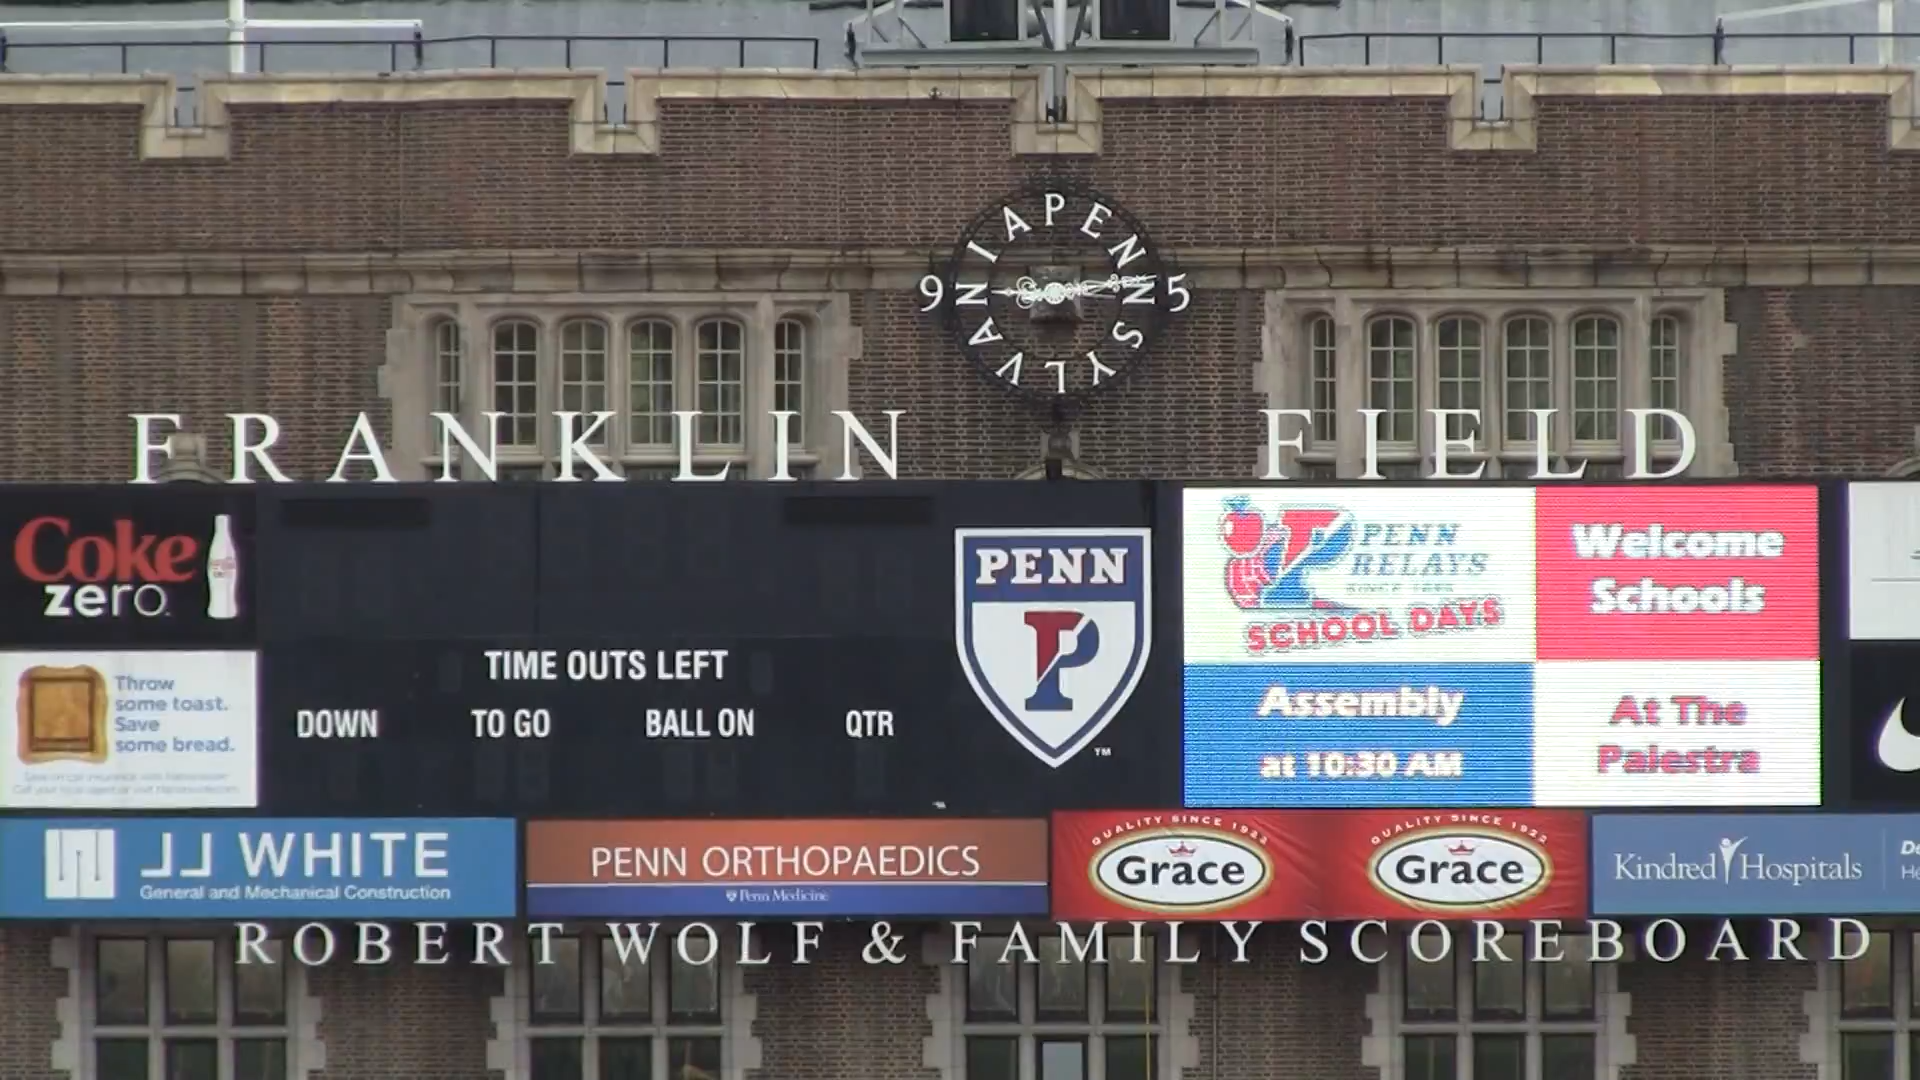 PENNSYLVANIA
9 5
FRANKLIN FIELD
Coke
zero.
Throw
some toast.
Save
some bread.
TIME OUTS LEFT
DOWN TO GO BALL ON QTR
PENN
P
TM
P PENN
RELAYS
SCHOOL DAYS
Welcome
Schools
Assembly
at 10:30 AM
At The
Palestra
JJ WHITE
General and Mechanical Construction
PENN ORTHOPAEDICS
Penn Medicine
QUALITY SINCE 1922
Grace
QUALITY SINCE 1922
Grace
Kindred Hospitals
ROBERT WOLF & FAMILY SCOREBOARD